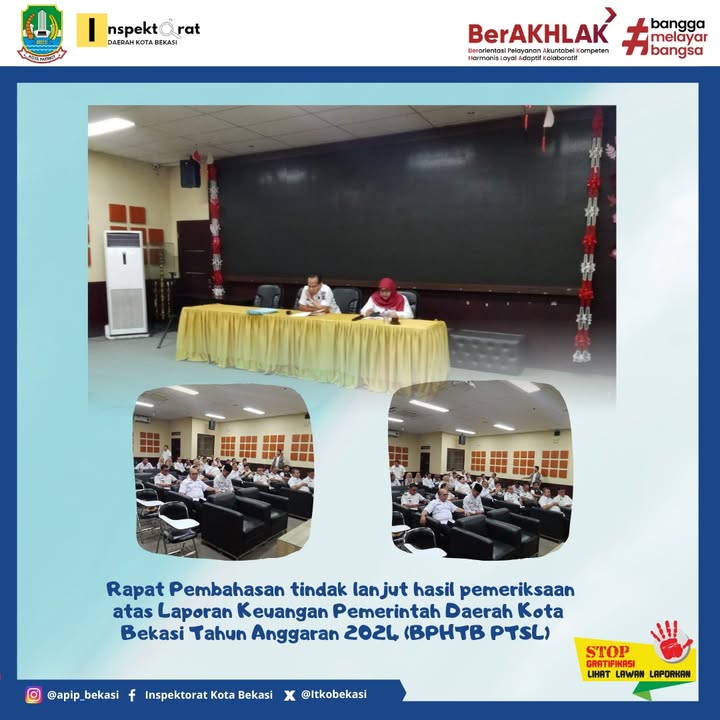 KOTA PATRIOT
Inspektorat
DAERAH KOTA BEKASI
BerAKHLAK
Berorientasi Pelayanan Akuntabel Kompeten
Harmonis Loyal Adaptif Kolaboratif
#bangga
melayani
bangsa
Rapat Pembahasan tindak lanjut hasil pemeriksaan
atas Laporan Keuangan Pemerintah Daerah Kota
Bekasi Tahun Anggaran 2024 (BPHTB PTSL)
STOP
GRATIFIKASI
LIHAT LAWAN LAPORKAN
@apip_bekasi
Inspektorat Kota Bekasi
@Itkobekasi